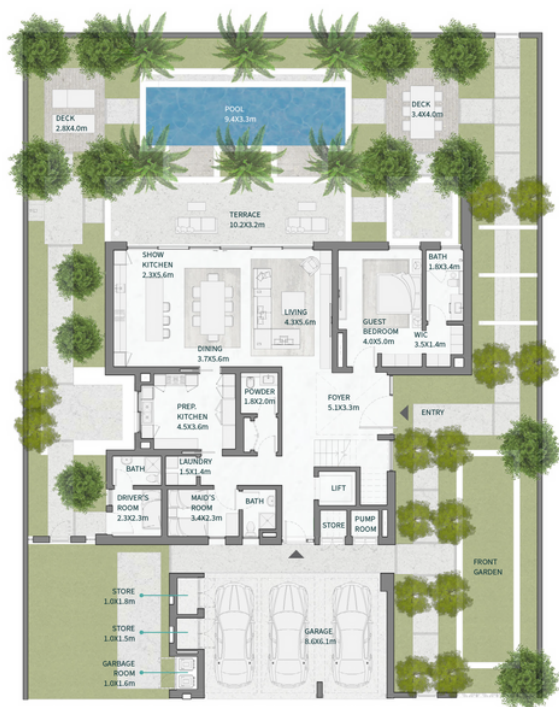 POOL
9.4X3.3m
DECK
2.8X4.0m
DECK
3.4X4.0m
TERRACE
10.2X3.2m
SHOW
KITCHEN
2.3X5.6m
BATH
1.8X3.4m
LIVING
4.3X5.6m
GUEST
BEDROOM
4.0X5.0m
WIC
3.5X1.4m
DINING
3.7X5.6m
POWDER
1.8X2.0m
FOYER
5.1X3.3m
ENTRY
PREP.
KITCHEN
4.5X3.6m
BATH
LAUNDRY
1.5X1.4m
LIFT
DRIVER'S
ROOM
2.3X2.3m
MAID'S
ROOM
3.4X2.3m
BATH
STORE
PUMP
ROOM
FRONT
GARDEN
STORE
1.0X1.8m
STORE
1.0X1.5m
GARAGE
8.6X6.1m
GARBAGE
ROOM
1.0X1.6m